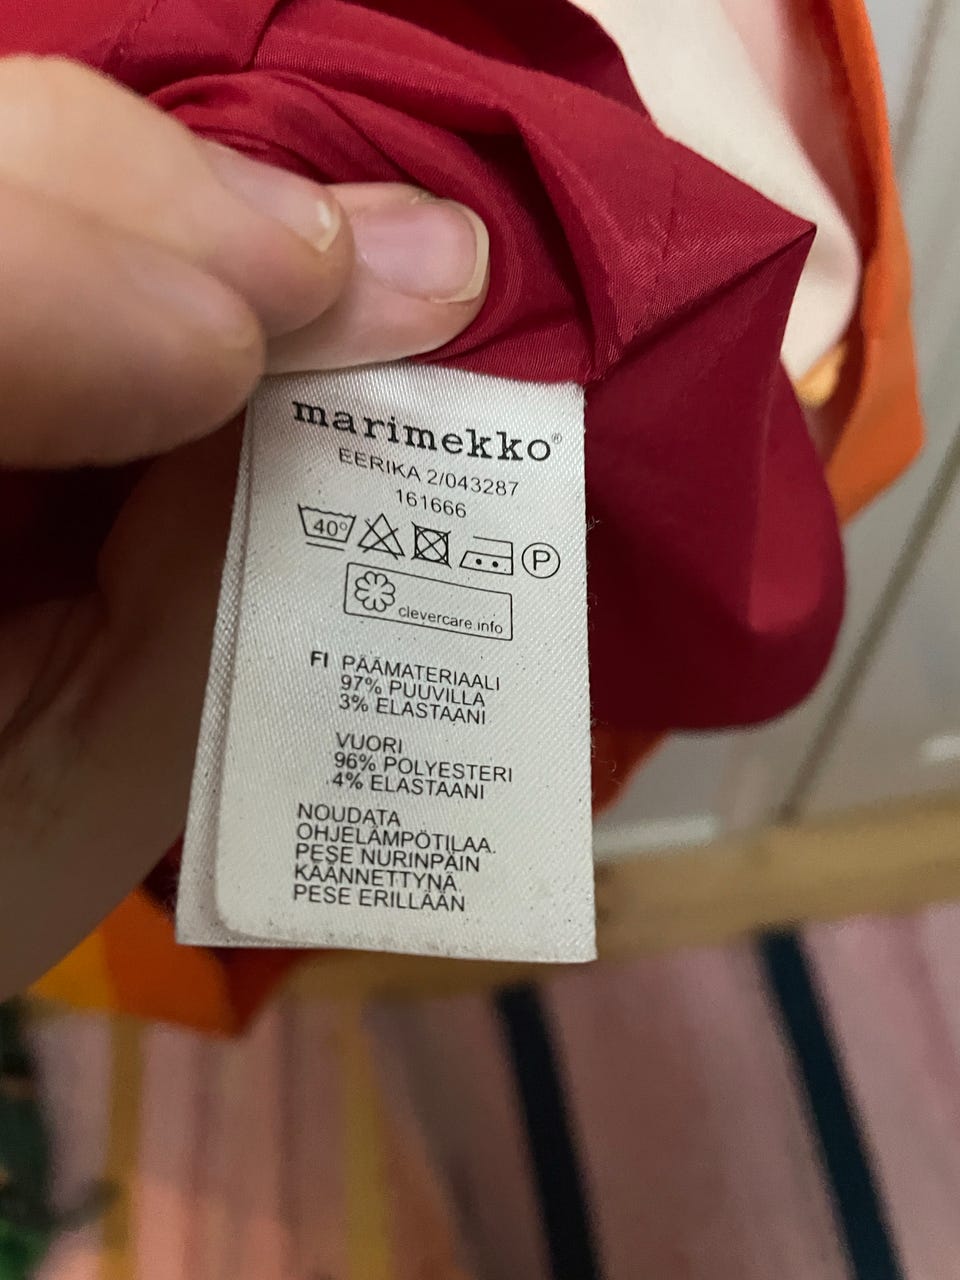 marimekko®
EERIKA 2/043287
161666
40° P
clevercare.info
FI PÄÄMATERIAALI
97% PUUVILLA
3% ELASTAANI
VUORI
96% POLYESTERI
4% ELASTAANI
NOUDATA
OHJELÄMPÖTILAA.
PESE NURINPÄIN
KÄÄNNETTYNÄ.
PESE ERILLÄÄN